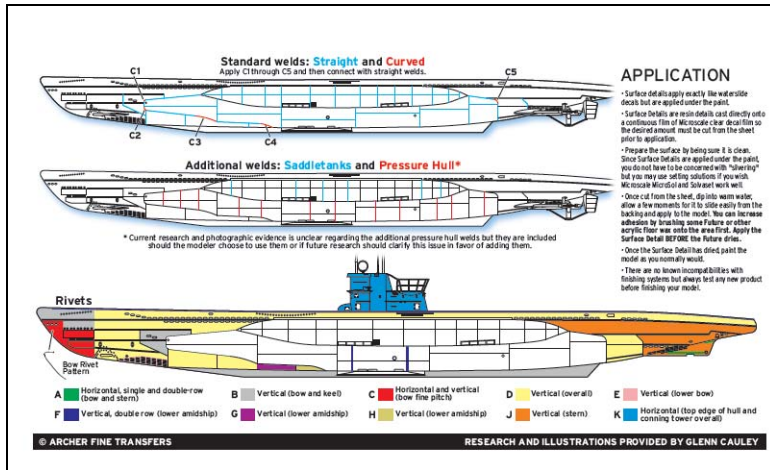 Standard welds: Straight and Curved
Apply C1 through C5 and then connect with straight welds.
C1
C5
C2
C3
C4
Additional welds: Saddletanks and Pressure Hull*
* Current research and photographic evidence is unclear regarding the additional pressure hull welds but they are included
should the modeler choose to use them or if future research should clarify this issue in favor of adding them.
APPLICATION
• Surface details apply exactly like waterslide
decals but are applied under the paint.
• Surface Details are resin details cast directly onto
a continuous film of Microscale clear decal film so
the desired amount must be cut from the sheet
prior to application.
• Prepare the surface by being sure it is clean.
Since Surface Details are applied under the paint,
you do not have to be concerned with "silvering"
but you may use setting solutions if you wish.
Microscale MicroSol and Solvaset work well.
• Once cut from the sheet, dip into warm water,
allow a few moments for it to slide easily from the
backing and apply to the model. You can increase
adhesion by brushing some Future or other
acrylic floor wax onto the area first. Apply the
Surface Detail BEFORE the Future dries.
• Once the Surface Detail has dried, paint the
model as you normally would.
• There are no known incompatibilities with
finishing systems but always test any new product
before finishing your model.
Rivets
Bow Rivet
Pattern
A Horizontal, single and double-row
(bow and stern)
B Vertical (bow and keel)
C Horizontal and vertical
(bow fine pitch)
D Vertical (overall)
E Vertical (lower bow)
F Vertical, double row (lower amidship)
G Vertical (lower amidship)
H Vertical (lower amidship)
J Vertical (stern)
K Horizontal (top edge of hull and
conning tower overall)
© ARCHER FINE TRANSFERS
RESEARCH AND ILLUSTRATIONS PROVIDED BY GLENN CAULEY